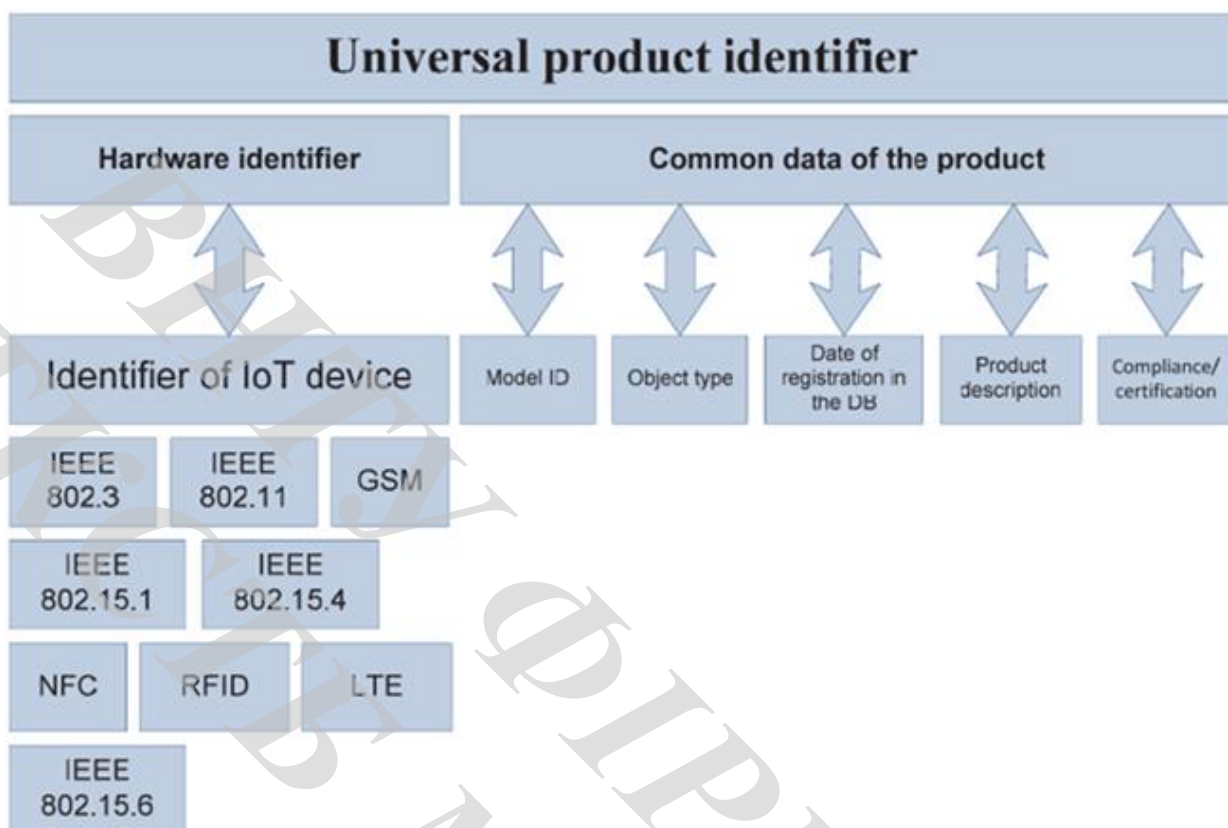 Universal product identifier
Hardware identifier
Common data of the product
Identifier of IoT device
Model ID
Object type
Date of
registration in
the DB
Product
description
Compliance/
certification
IEEE
802.3
IEEE
802.11
GSM
IEEE
802.15.1
IEEE
802.15.4
NFC
RFID
LTE
IEEE
802.15.6